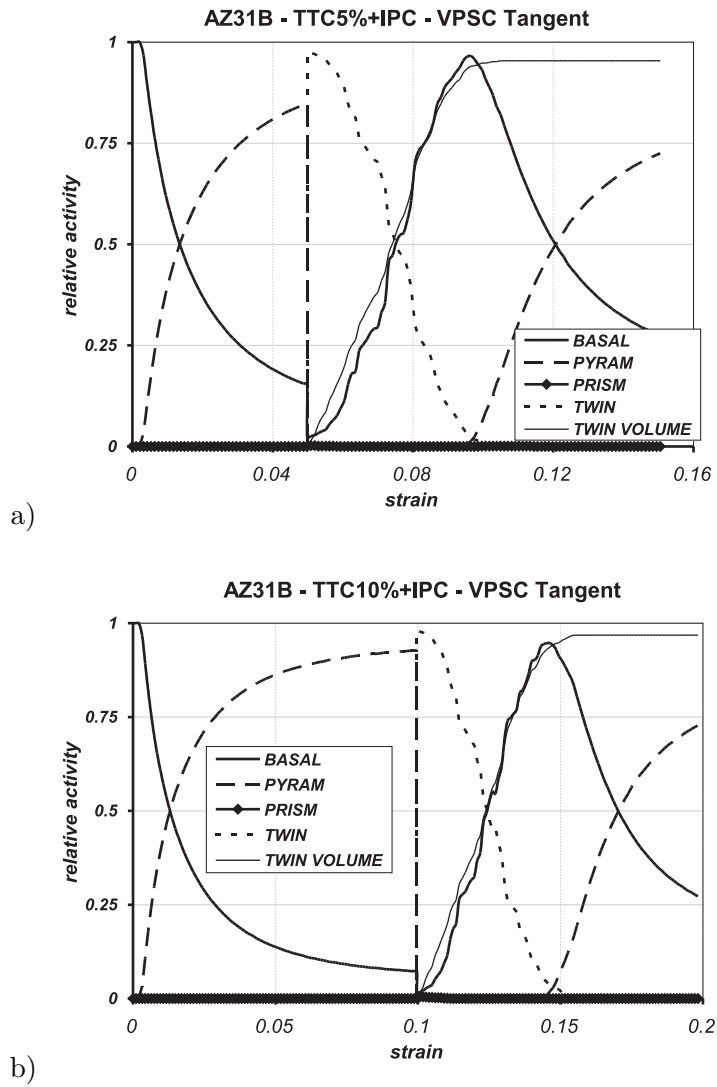 AZ31B - TTC5%+IPC - VPSC Tangent
1
0.75
0.5
0.25
0
relative activity
BASAL
PYRAM
PRISM
TWIN
TWIN VOLUME
0 0.04 0.08 0.12 0.16
strain
a)
AZ31B - TTC10%+IPC - VPSC Tangent
1
0.75
0.5
0.25
0
relative activity
BASAL
PYRAM
PRISM
TWIN
TWIN VOLUME
0 0.05 0.1 0.15 0.2
strain
b)